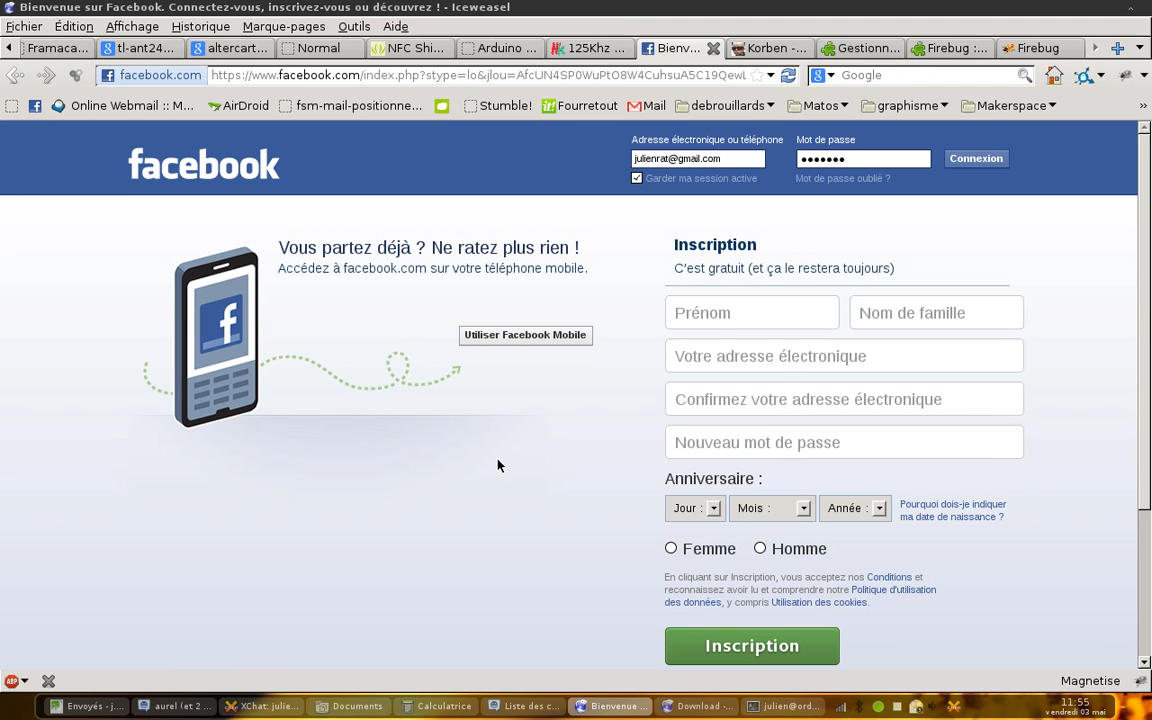 Bienvenue sur Facebook. Connectez-vous, inscrivez-vous ou découvrez ! - Iceweasel
Fichier Édition Affichage Historique Marque-pages Outils Aide
Framaca... tl-ant24... altercart... Normal NFC Shi... Arduino ... 125Khz ... Bienv... Korben -... Gestionn... Firebug :... Firebug
facebook.com https://www.facebook.com/index.php?stype=lo&jlou=AfcUN4SP0WuPtO8W4CuhsuA5C19QewL Google
Online Webmail :: M... AirDroid fsm-mail-positionne... Stumble! Fourretout Mail debrouillards Matos graphisme Makerspace »
facebook
Adresse électronique ou téléphone Mot de passe
julienrat@gmail.com ●●●●●●● Connexion
Garder ma session active Mot de passe oublié ?
Vous partez déjà ? Ne ratez plus rien !
Accédez à facebook.com sur votre téléphone mobile.
f
Utiliser Facebook Mobile
Inscription
C'est gratuit (et ça le restera toujours)
Prénom Nom de famille
Votre adresse électronique
Confirmez votre adresse électronique
Nouveau mot de passe
Anniversaire :
Jour : Mois : Année : Pourquoi dois-je indiquer
ma date de naissance ?
Femme Homme
En cliquant sur Inscription, vous acceptez nos Conditions et
reconnaissez avoir lu et comprendre notre Politique d'utilisation
des données, y compris Utilisation des cookies.
Inscription
ABP Magnetise
Envoyés - j... aurel (et 2 ... XChat: julie... Documents Calculatrice Liste des c... Bienvenue ... Download -... julien@ord... 11:55
vendredi 03 mai